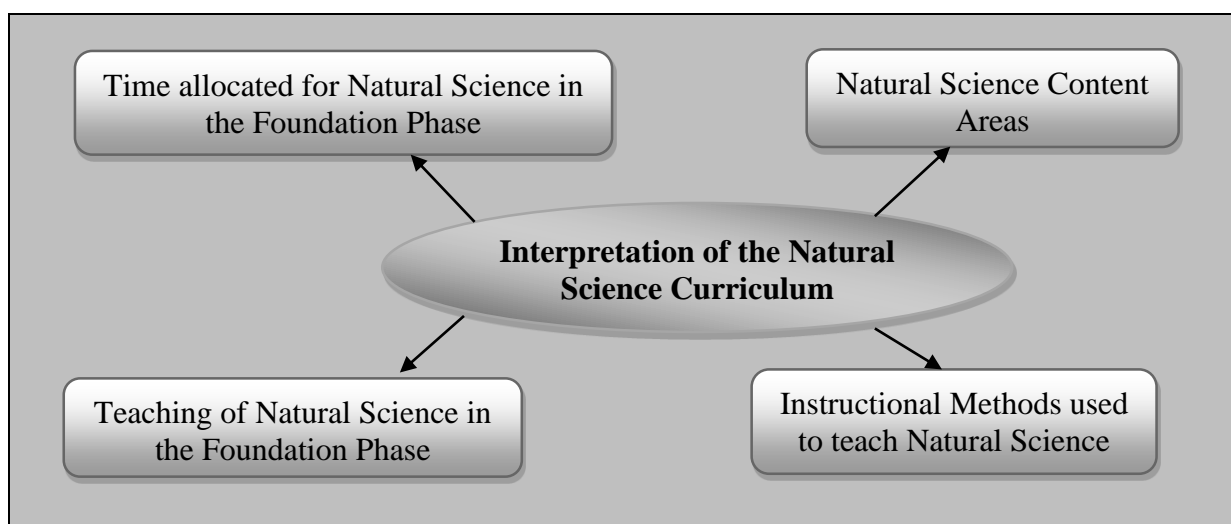 Time allocated for Natural Science in
the Foundation Phase
Natural Science Content
Areas
Interpretation of the Natural
Science Curriculum
Teaching of Natural Science in
the Foundation Phase
Instructional Methods used
to teach Natural Science